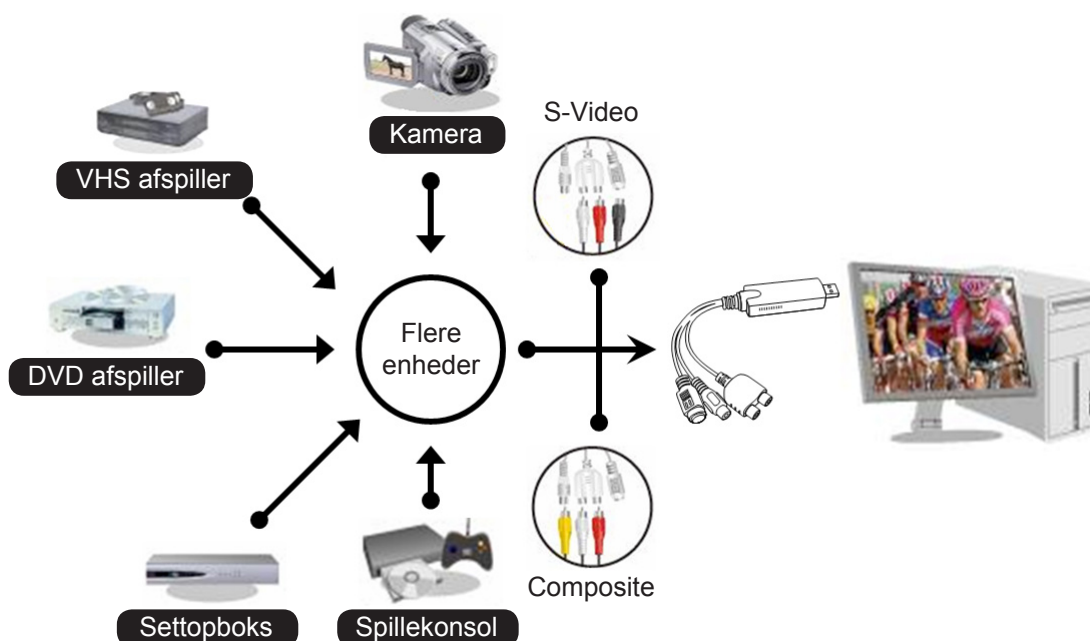 Kamera
S-Video
VHS afspiller
Flere
enheder
DVD afspiller
Composite
Settopboks
Spillekonsol